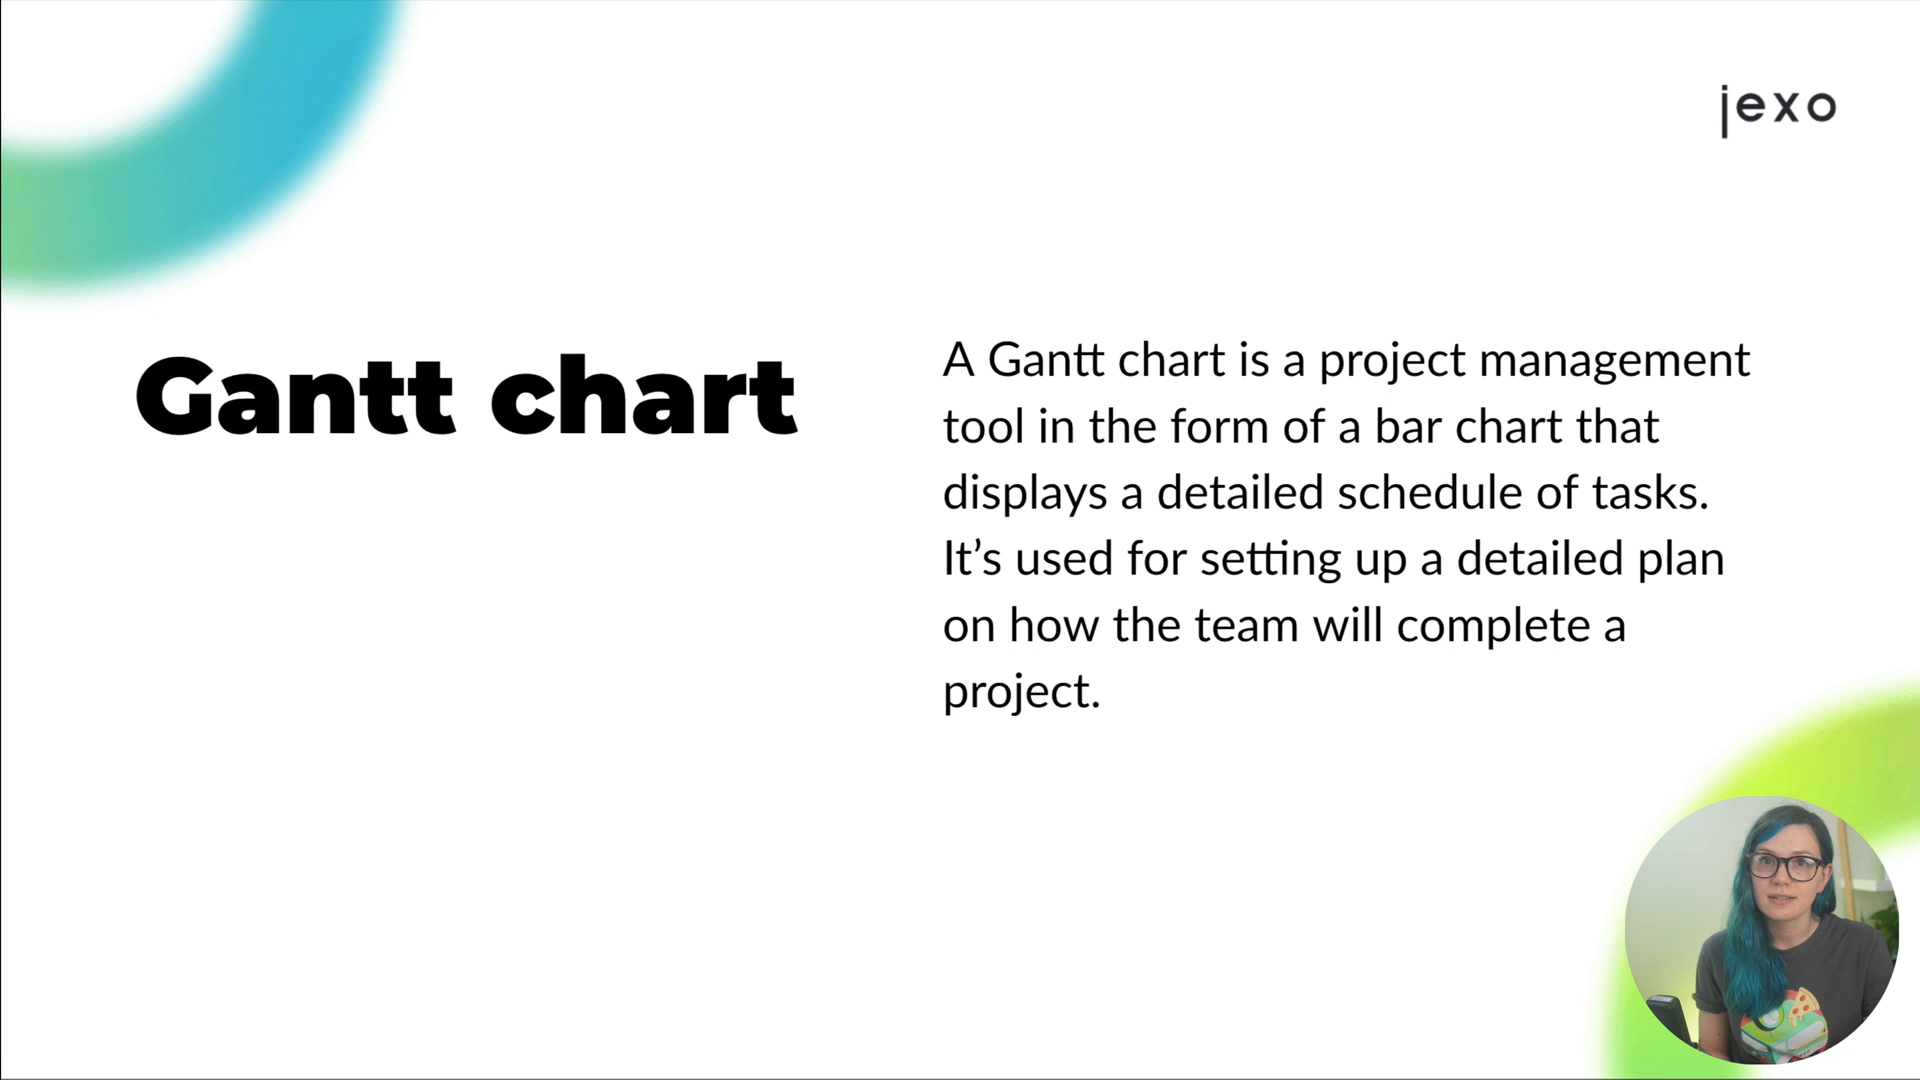 jexo
Gantt chart
A Gantt chart is a project management
tool in the form of a bar chart that
displays a detailed schedule of tasks.
It’s used for setting up a detailed plan
on how the team will complete a
project.